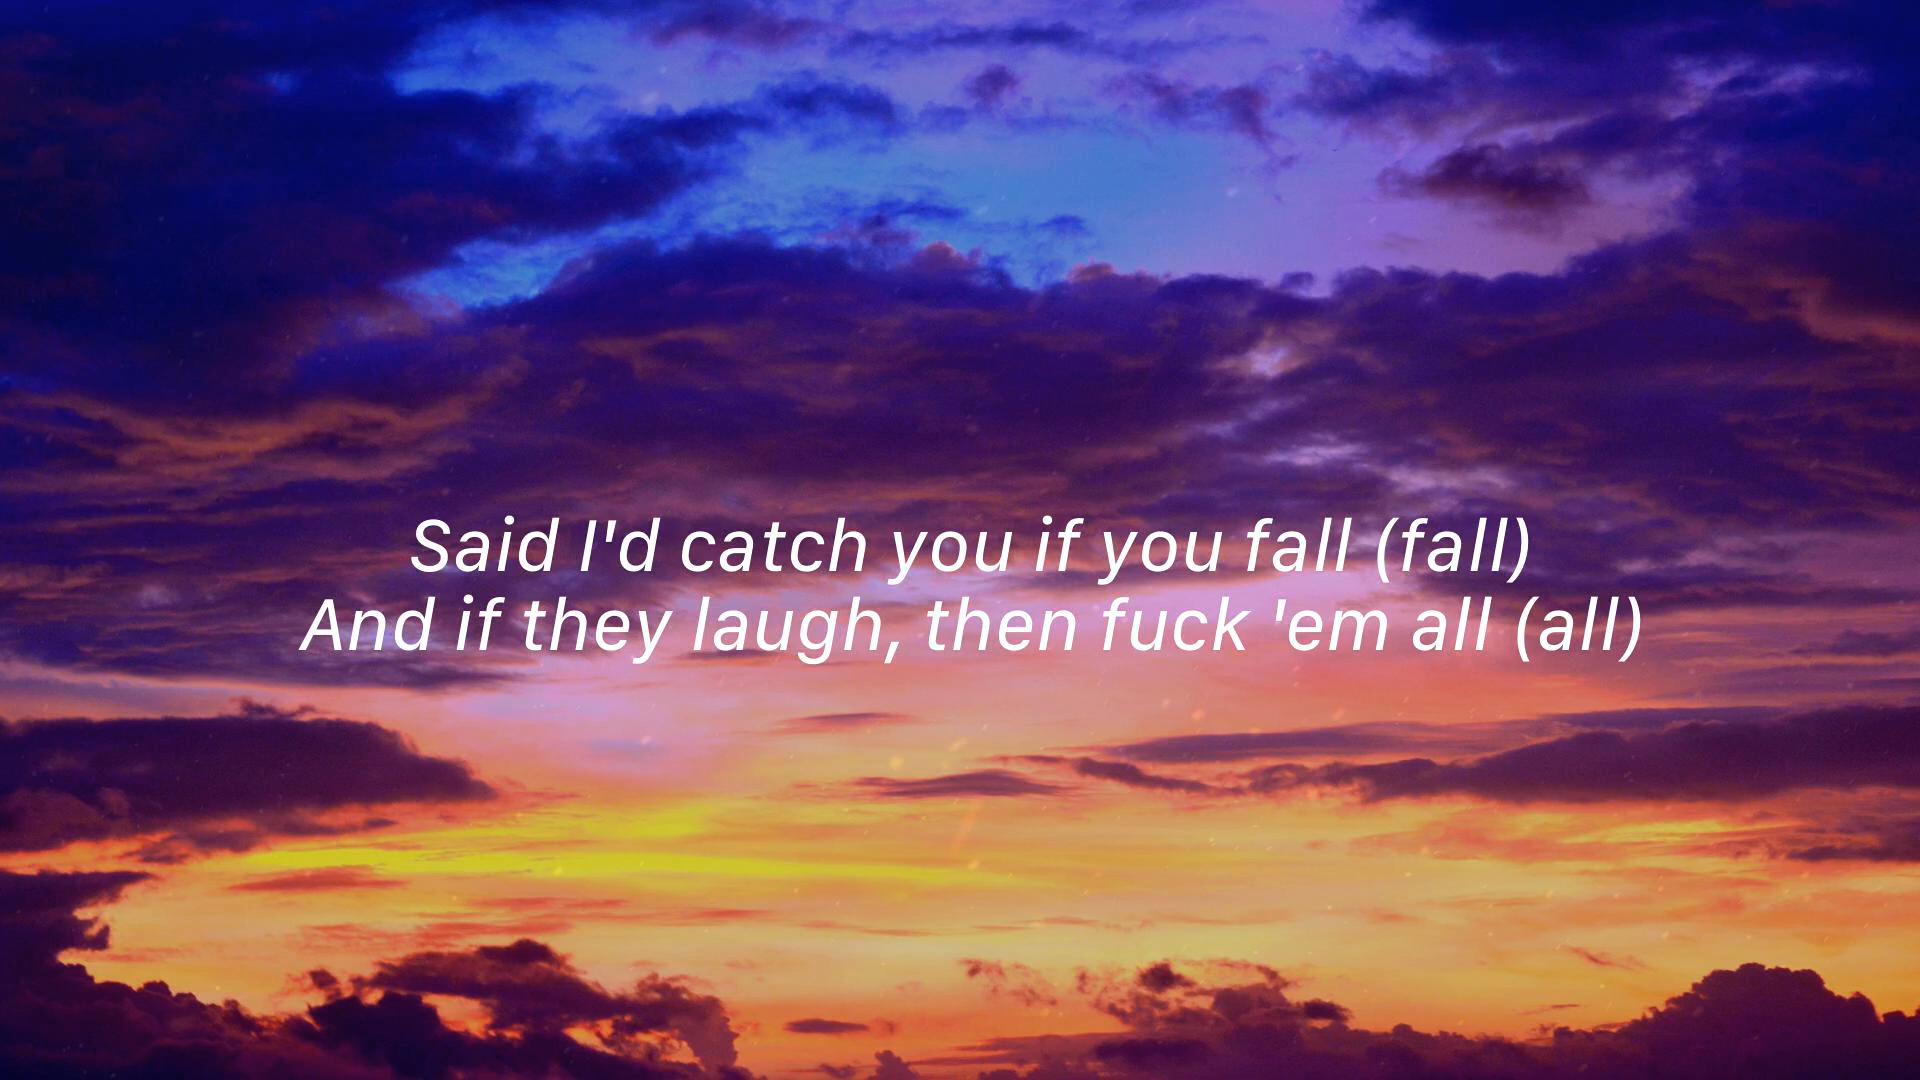 Said I'd catch you if you fall (fall)
And if they laugh, then fuck 'em all (all)